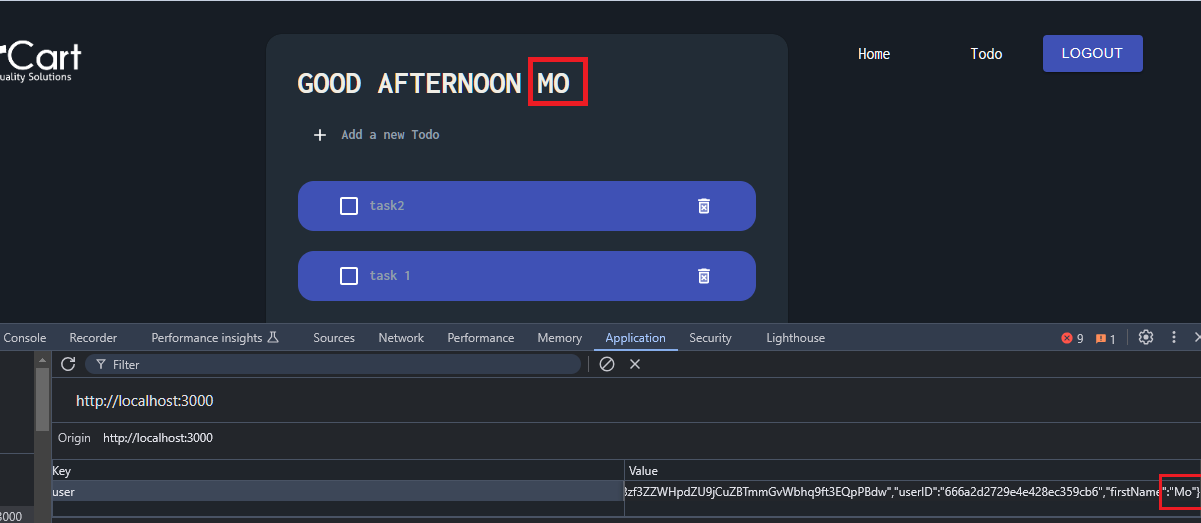 Cart
uality Solutions
Home
Todo
LOGOUT
GOOD AFTERNOON MO
Add a new Todo
task2
task 1
Console Recorder Performance insights Sources Network Performance Memory Application Security Lighthouse 9 1
Filter
http://localhost:3000
Origin http://localhost:3000
Key Value
user zf3ZZWHpdZU9jCuZBTmmGvWbhq9ft3EQpPBdw","userID":"666a2d2729e4e428ec359cb6","firstName":"Mo"}
3000